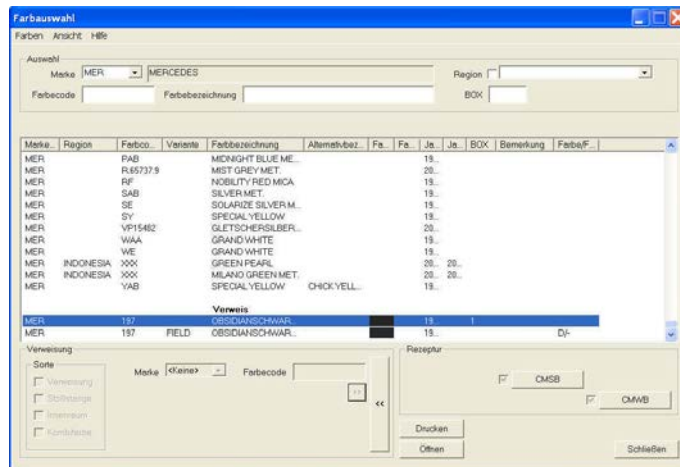 Farbauswahl
Farben Ansicht Hilfe
Auswahl
Marke MER MERCEDES Region
Farbecode Farbebezeichnung BOX
Marke... Region Farbco... Variante Farbbezeichnung Alternativbez... Fa... Fa... Ja... Ja... BOX Bemerkung Farbe/F...
MER PAB MIDNIGHT BLUE ME... 19...
MER R:65737:9 MIST GREY MET. 20...
MER RF NOBILITY RED MICA 19...
MER SAB SILVER MET. 19...
MER SE SOLARIZE SILVER M... 19...
MER SY SPECIAL YELLOW 19...
MER VP15462 GLETSCHERSILBER... 20...
MER WAA GRAND WHITE 19...
MER WE GRAND WHITE 19...
MER INDONESIA XXX GREEN PEARL 20... 20...
MER INDONESIA XXX MILANO GREEN MET. 20... 20...
MER YAB SPECIAL YELLOW CHICK YELL... 19...
Verweis
MER 197 OBSIDIANSCHWAR... 19... 1
MER 197 FIELD OBSIDIANSCHWAR... 19... D/-
Verweisung
Sorte
Verweisung
Stoßstange
Innenraum
Kombifarbe
Marke <Keine> Farbecode
>>
<<
Rezeptur
CMSB
CMWB
Drucken
Öffnen
Schließen